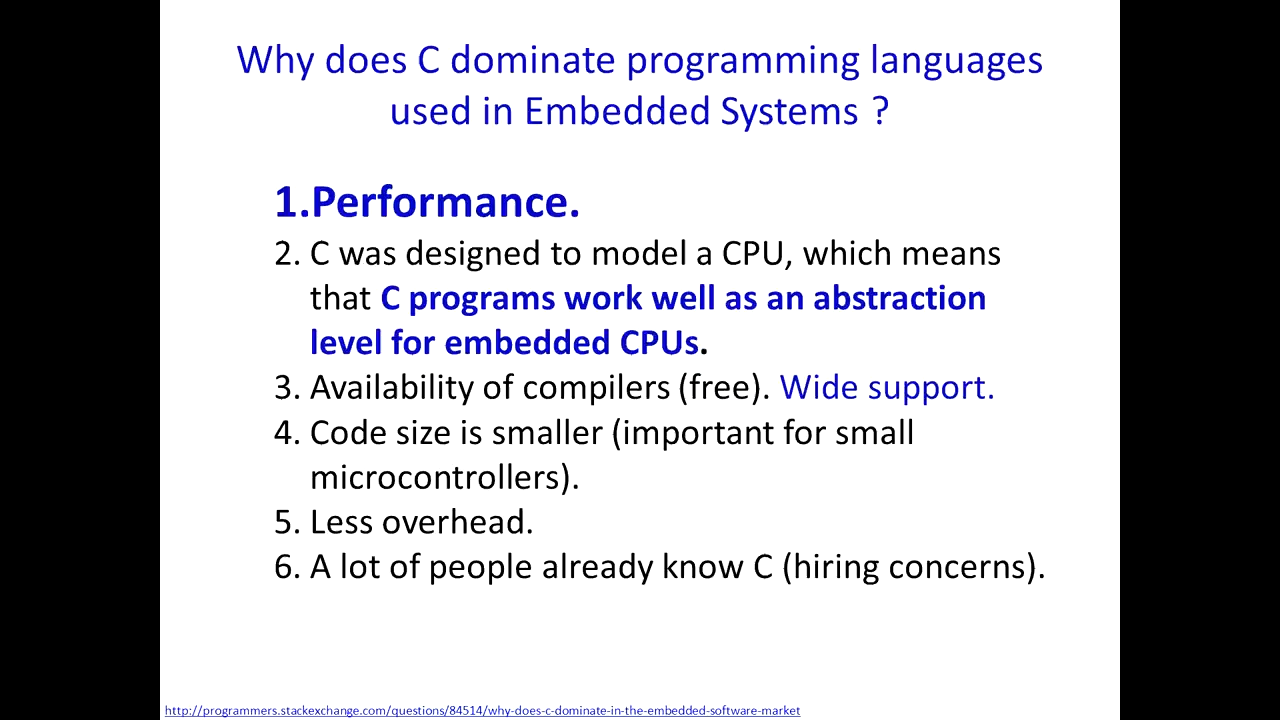 Why does C dominate programming languages
used in Embedded Systems ?
1.Performance.
2. C was designed to model a CPU, which means
that C programs work well as an abstraction
level for embedded CPUs.
3. Availability of compilers (free). Wide support.
4. Code size is smaller (important for small
microcontrollers).
5. Less overhead.
6. A lot of people already know C (hiring concerns).
http://programmers.stackexchange.com/questions/84514/why-does-c-dominate-in-the-embedded-software-market